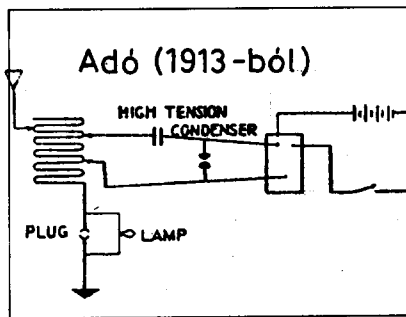 Adó (1913-ból)
HIGH TENSION
CONDENSER
PLUG
LAMP